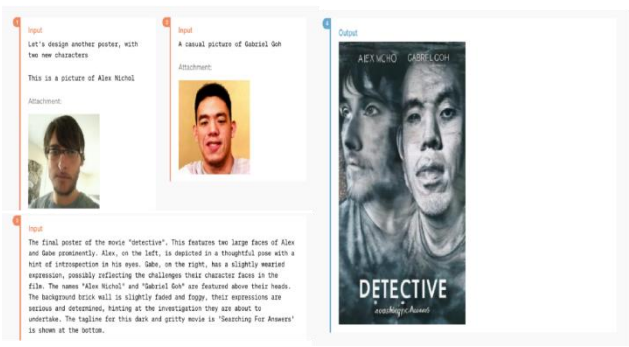 1
Input
Let's design another poster, with
two new characters
This is a picture of Alex Nichol
Attachment:
2
Input
A casual picture of Gabriel Goh
Attachment:
3
Input
The final poster of the movie "detective". This features two large faces of Alex
and Gabe prominently. Alex, on the left, is depicted in a thoughtful pose with a
hint of introspection in his eyes. Gabe, on the right, has a slightly wearied
expression, possibly reflecting the challenges their character faces in the
film. The names "Alex Nichol' and "Gabriel Goh" are featured above their heads.
The background brick wall is slightly faded and foggy, their expressions are
serious and determined, hinting at the investigation they are about to
undertake. The tagline for this dark and gritty movie is 'Searching For Answers'
is shown at the bottom.
4
Output
GABRIEL GOH
DETECTIVE